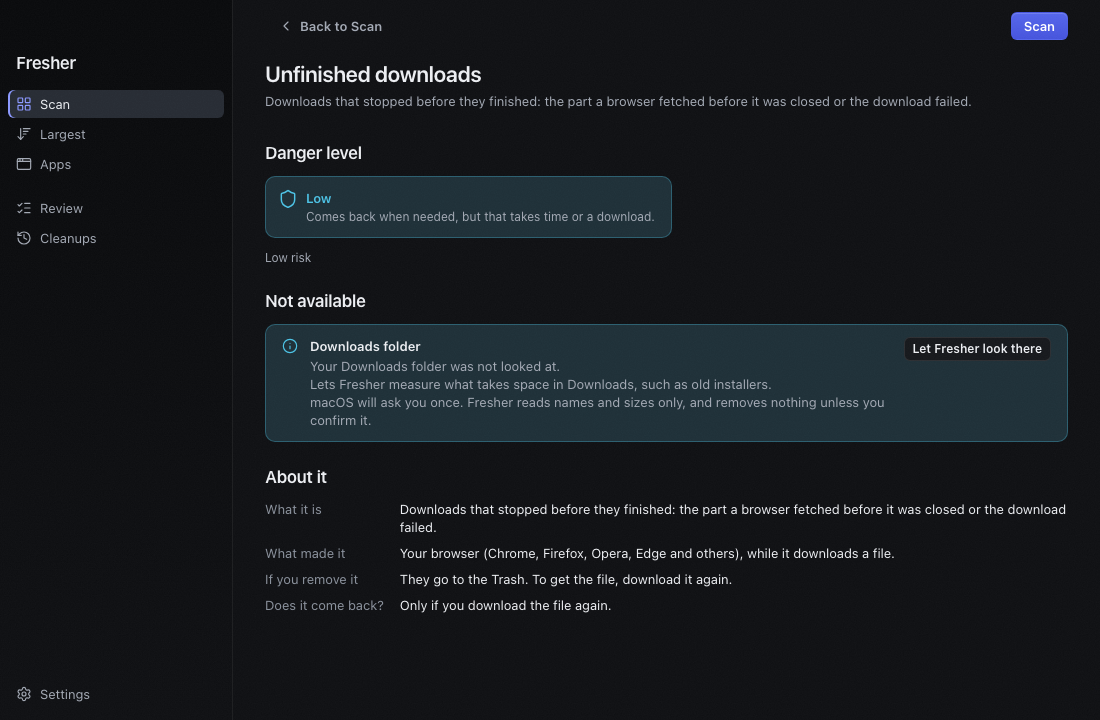 Back to Scan
Scan
Fresher
Scan
Largest
Apps
Review
Cleanups
Settings
Unfinished downloads
Downloads that stopped before they finished: the part a browser fetched before it was closed or the download failed.
Danger level
Low
Comes back when needed, but that takes time or a download.
Low risk
Not available
Downloads folder
Let Fresher look there
Your Downloads folder was not looked at.
Lets Fresher measure what takes space in Downloads, such as old installers.
macOS will ask you once. Fresher reads names and sizes only, and removes nothing unless you
confirm it.
About it
What it is
Downloads that stopped before they finished: the part a browser fetched before it was closed or the download
failed.
What made it
Your browser (Chrome, Firefox, Opera, Edge and others), while it downloads a file.
If you remove it
They go to the Trash. To get the file, download it again.
Does it come back?
Only if you download the file again.